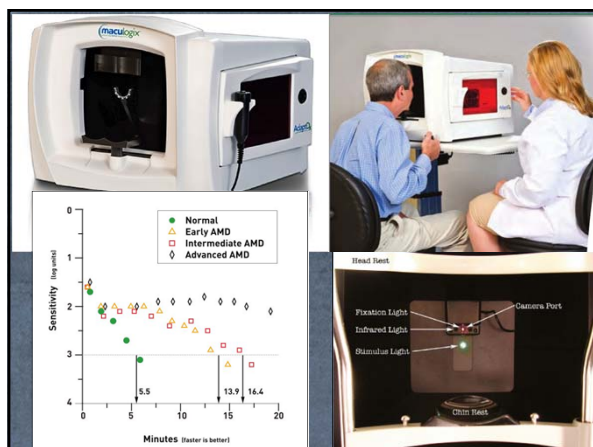 maculogix
AdaptDx
Normal
Early AMD
Intermediate AMD
Advanced AMD
Sensitivity (log units)
0
1
2
3
4
5.5
13.9
16.4
0
5
10
15
20
Minutes (faster is better)
Head Rest
Fixation Light
Camera Port
Infrared Light
Stimulus Light
Chin Rest